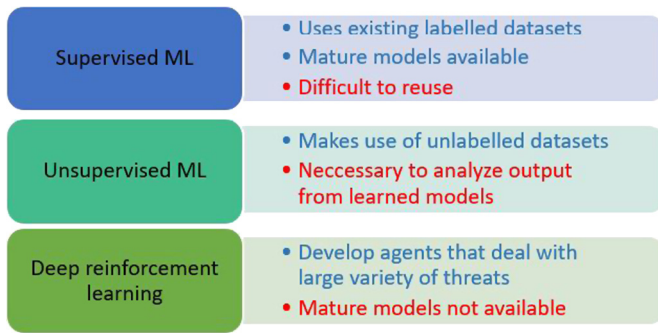 Supervised ML
• Uses existing labelled datasets
• Mature models available
• Difficult to reuse
Unsupervised ML
• Makes use of unlabelled datasets
• Neccessary to analyze output
from learned models
Deep reinforcement
learning
• Develop agents that deal with
large variety of threats
• Mature models not available